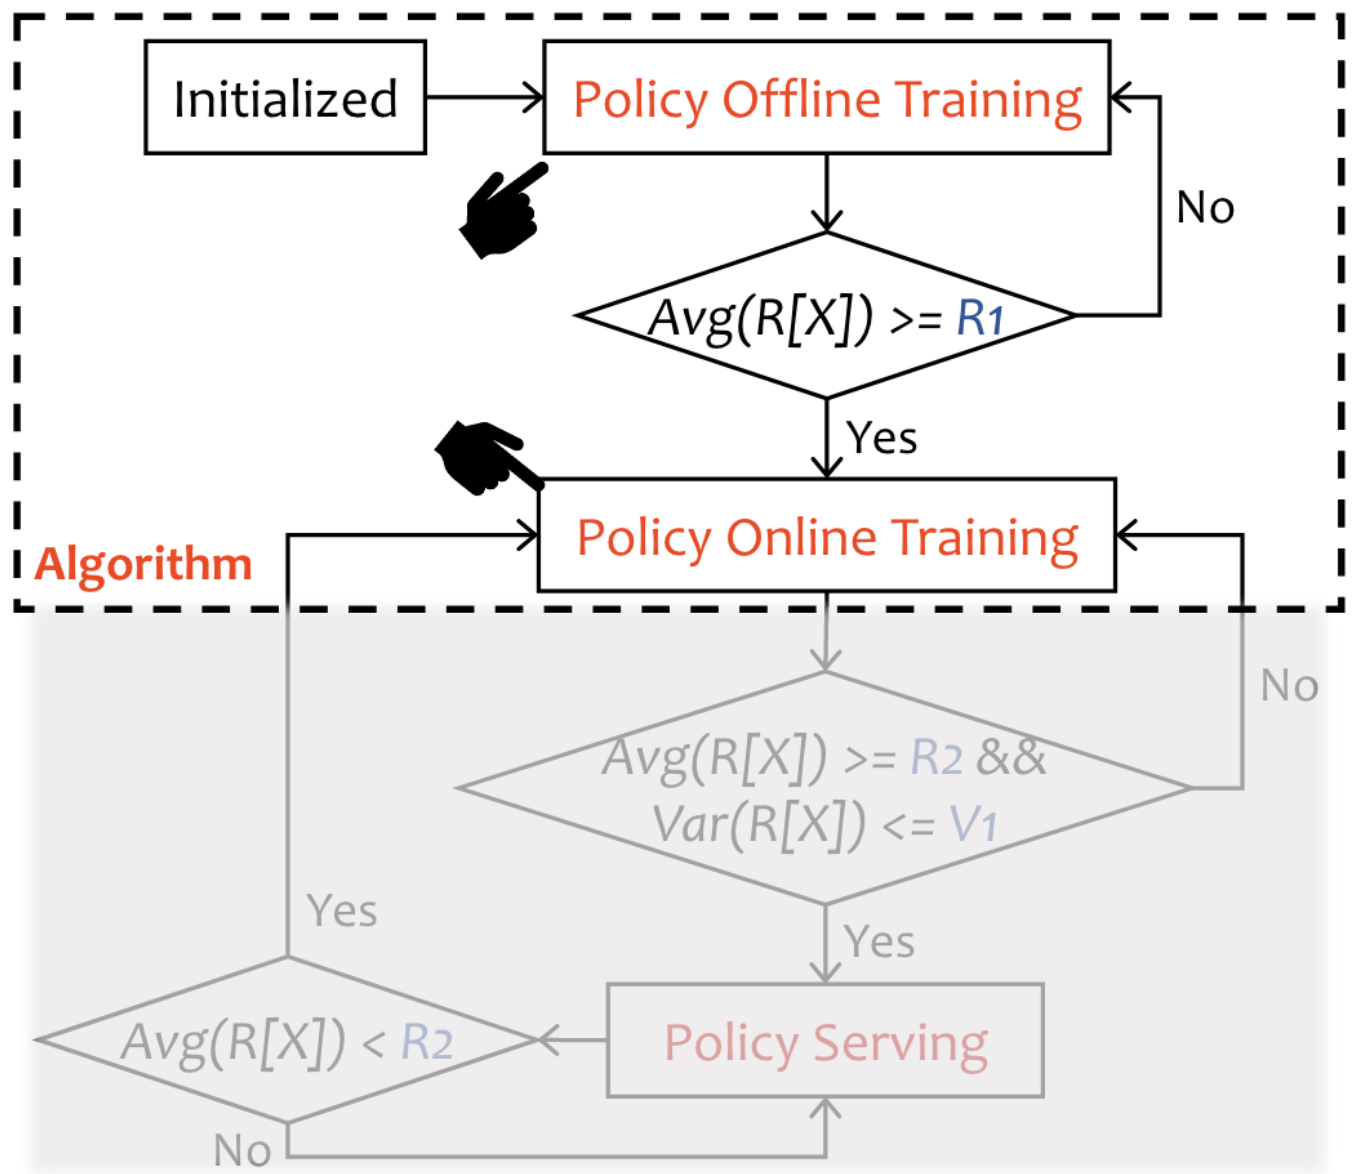 Initialized
Policy Offline Training
No
Avg(R[X]) >= R1
Yes
Policy Online Training
Algorithm
No
Avg(R[X]) >= R2 &&
Var(R[X]) <= V1
Yes
Yes
Avg(R[X]) < R2
Policy Serving
No